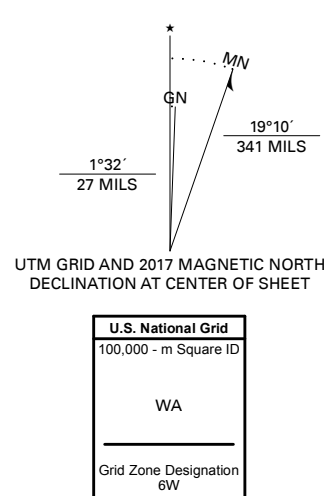 ★
MN
GN
19°10´
341 MILS
1°32´
27 MILS
UTM GRID AND 2017 MAGNETIC NORTH
DECLINATION AT CENTER OF SHEET
U.S. National Grid
100,000 - m Square ID
WA
Grid Zone Designation
6W